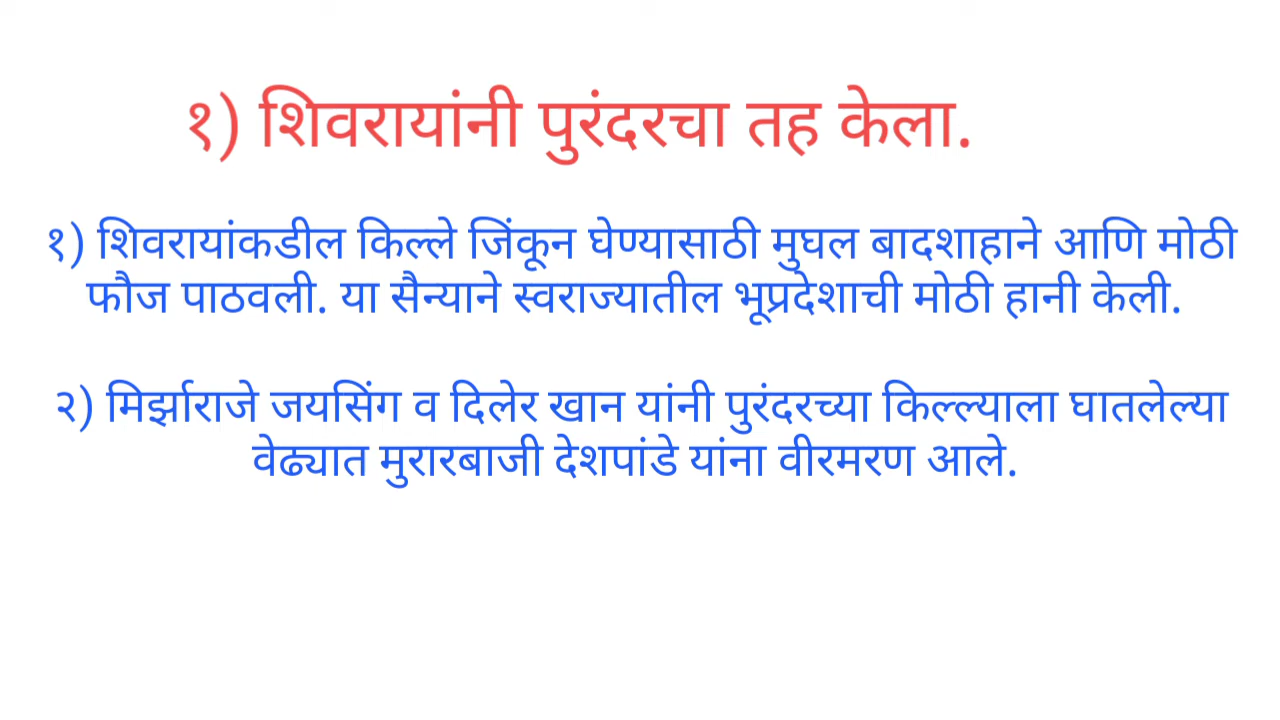 १) शिवरायांनी पुरंदरचा तह केला.
१) शिवरायांकडील किल्ले जिंकून घेण्यासाठी मुघल बादशाहाने आणि मोठी
फौज पाठवली. या सैन्याने स्वराज्यातील भूप्रदेशाची मोठी हानी केली.
२) मिर्झाराजे जयसिंग व दिलेर खान यांनी पुरंदरच्या किल्ल्याला घातलेल्या
वेढ्यात मुरारबाजी देशपांडे यांना वीरमरण आले.